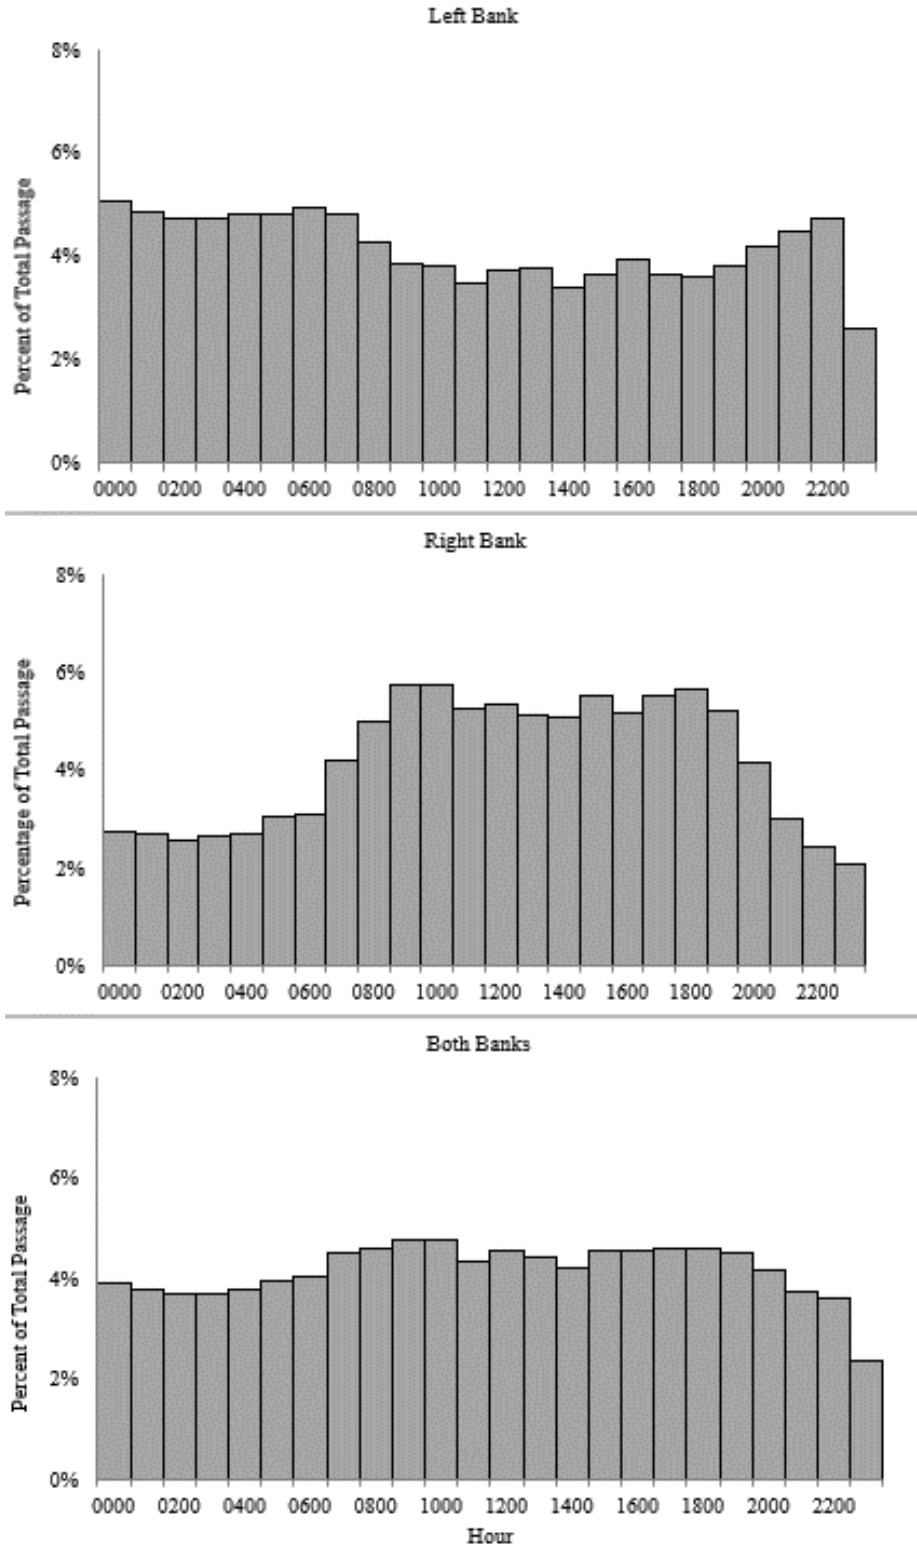 Left Bank
8%
6%
4%
2%
0%
Percent of Total Passage
0000 0200 0400 0600 0800 1000 1200 1400 1600 1800 2000 2200
Right Bank
8%
6%
4%
2%
0%
Percentage of Total Passage
0000 0200 0400 0600 0800 1000 1200 1400 1600 1800 2000 2200
Both Banks
8%
6%
4%
2%
0%
Percent of Total Passage
0000 0200 0400 0600 0800 1000 1200 1400 1600 1800 2000 2200
Hour